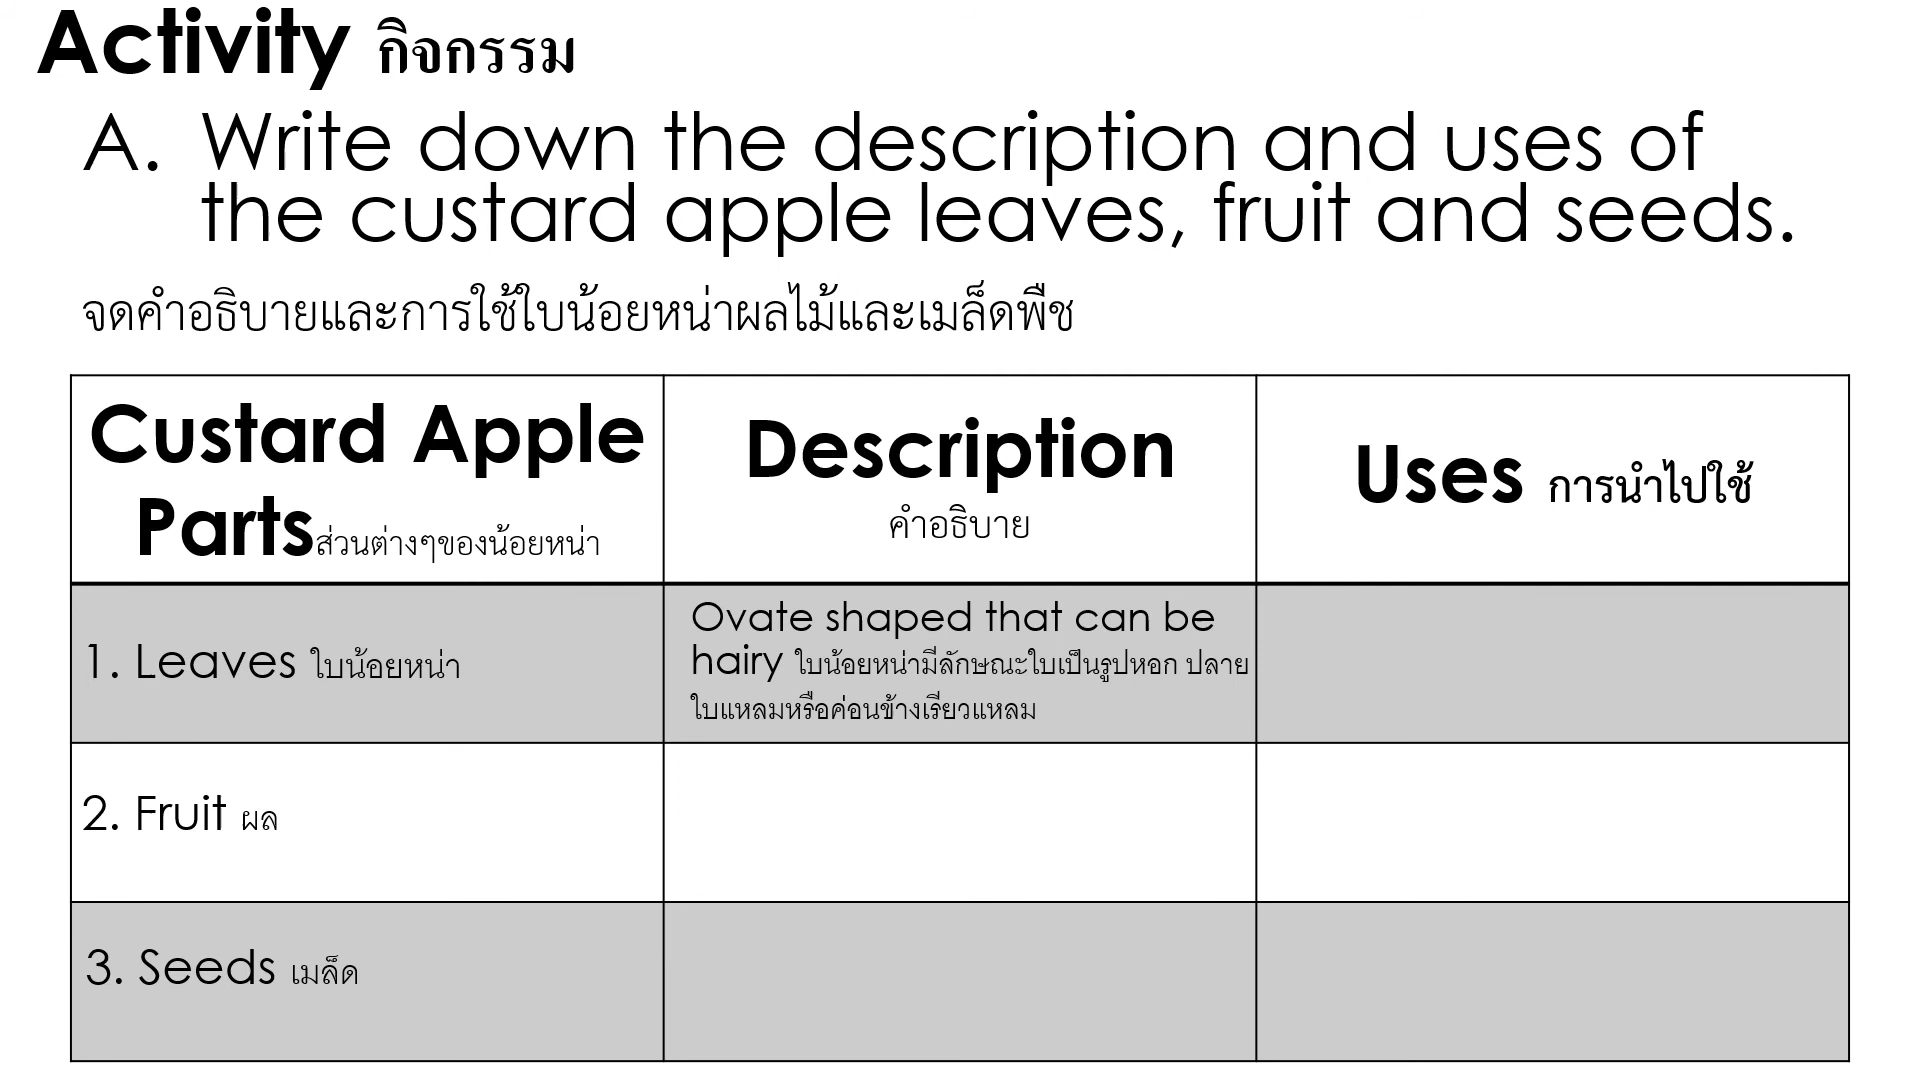 Activity กิจกรรม
A. Write down the description and uses of
the custard apple leaves, fruit and seeds.
จดคำอธิบายและการใช้ใบน้อยหน่าผลไม้และเมล็ดพืช
Custard Apple
Partsส่วนต่างๆของน้อยหน่า
Description
คำอธิบาย
Uses การนำไปใช้
1. Leaves ใบน้อยหน่า
Ovate shaped that can be
hairy ใบน้อยหน่ามีลักษณะใบเป็นรูปหอก ปลาย
ใบแหลมหรือค่อนข้างเรียวแหลม
2. Fruit ผล
3. Seeds เมล็ด